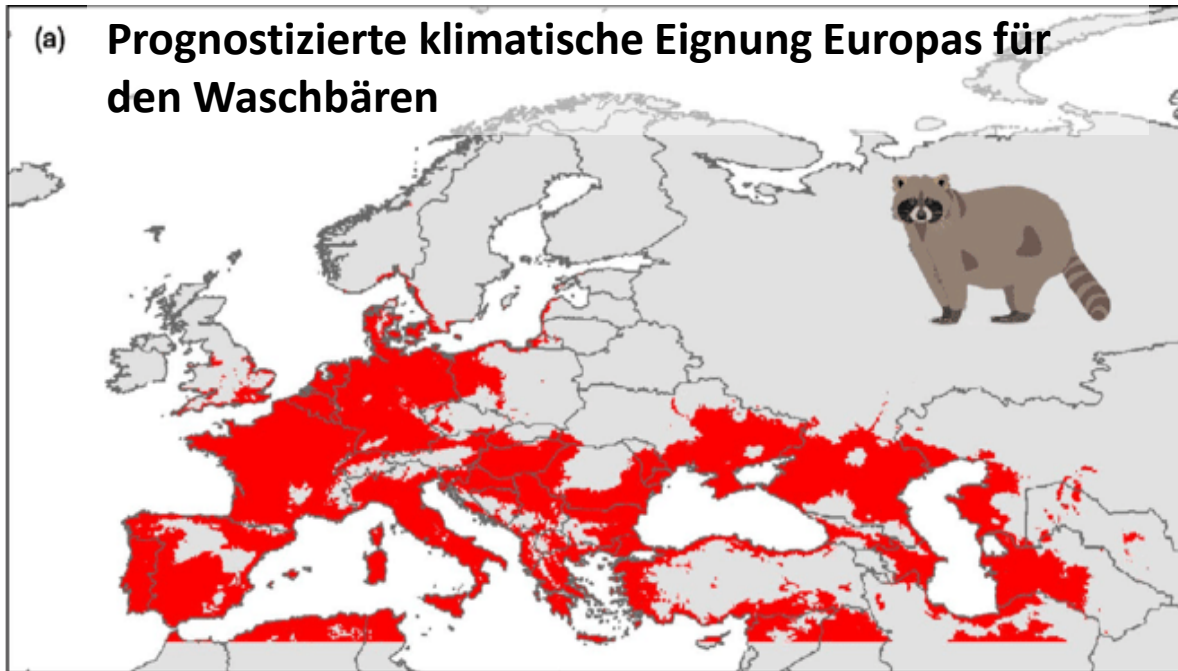 (a) Prognostizierte klimatische Eignung Europas für
den Waschbären